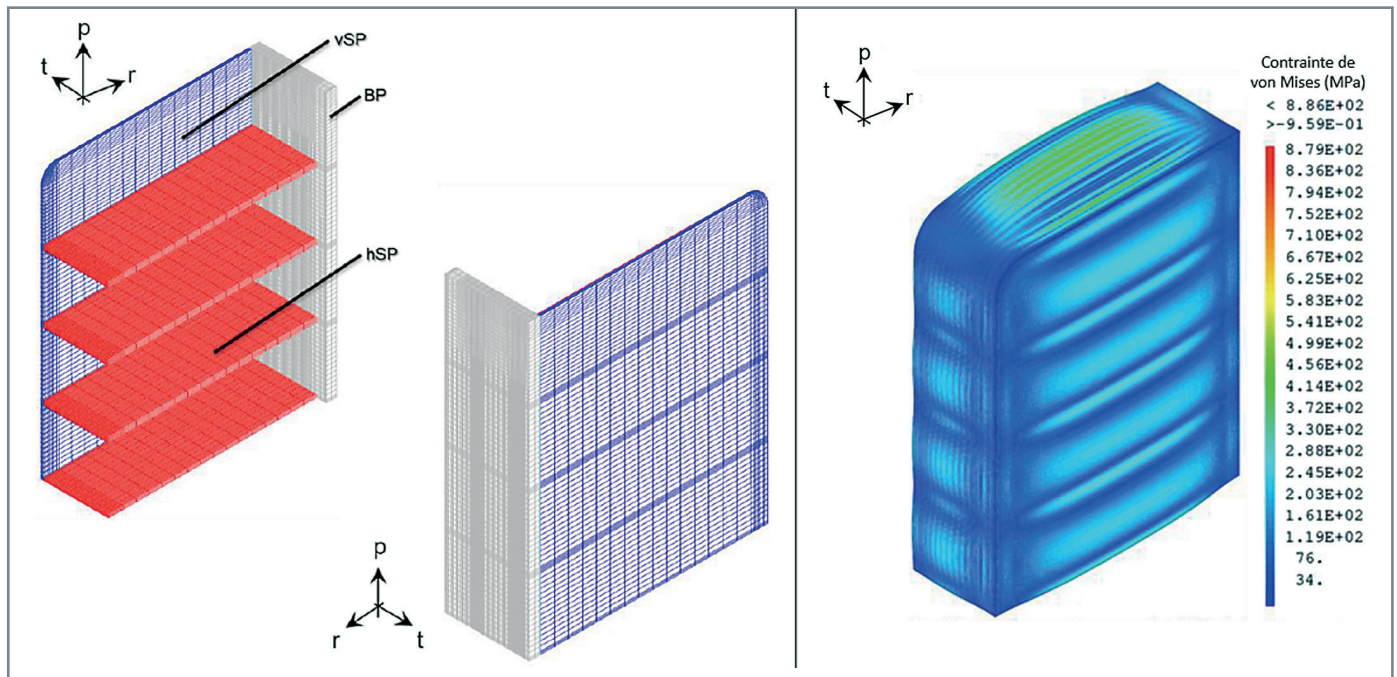 p
t
r
vSP
BP
hSP
p
r
t
p
t
r
Contrainte de
von Mises (MPa)
< 8.86E+02
>-9.59E-01
8.79E+02
8.36E+02
7.94E+02
7.52E+02
7.10E+02
6.67E+02
6.25E+02
5.83E+02
5.41E+02
4.99E+02
4.56E+02
4.14E+02
3.72E+02
3.30E+02
2.88E+02
2.45E+02
2.03E+02
1.61E+02
1.19E+02
76.
34.